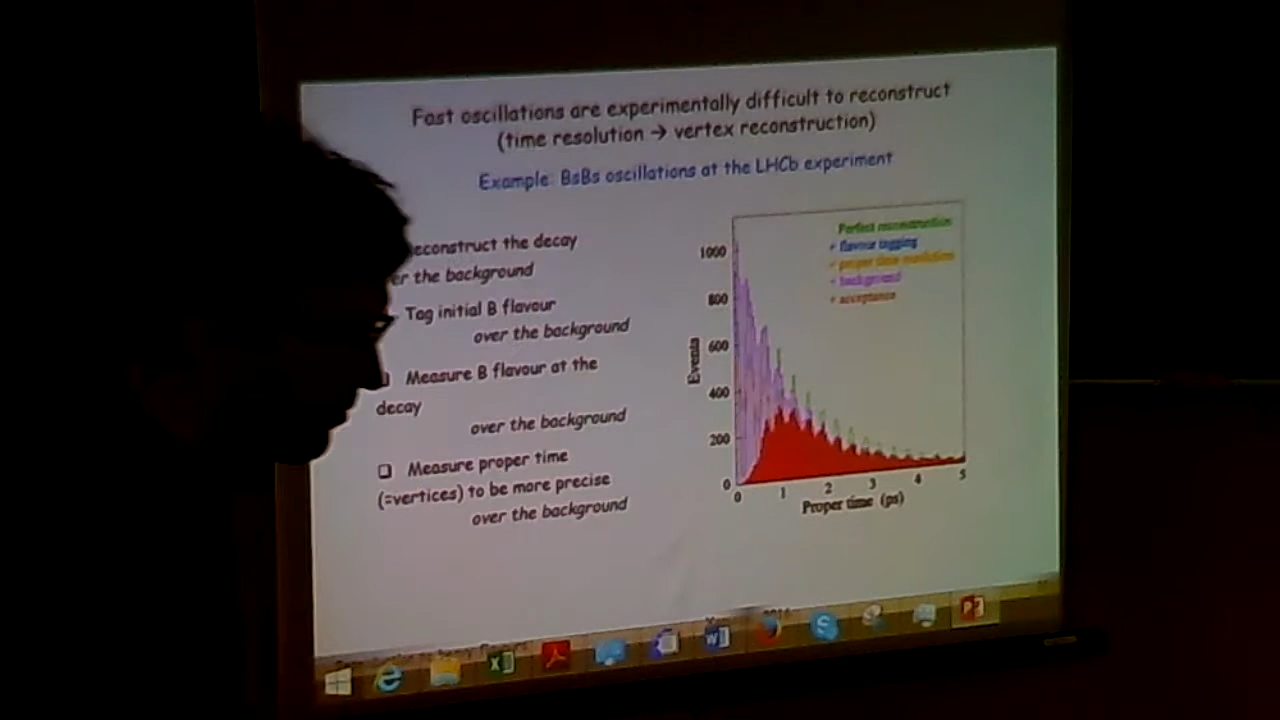 Fast oscillations are experimentally difficult to reconstruct
(time resolution → vertex reconstruction)
Example: BsBs oscillations at the LHCb experiment
econstruct the decay
er the background
Tag initial B flavour
over the background
❑ Measure B flavour at the
decay
over the background
❑ Measure proper time
(=vertices) to be more precise
over the background
Perfect reconstruction
+ flavour tagging
+ proper time resolution
+ background
+ acceptance
Events
1000
800
600
400
200
0
0 1 2 3 4 5
Proper time (ps)